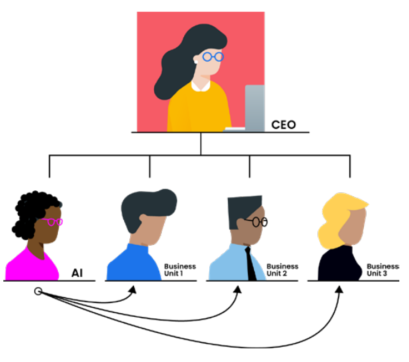 CEO
AI
Business
Unit 1
Business
Unit 2
Business
Unit 3